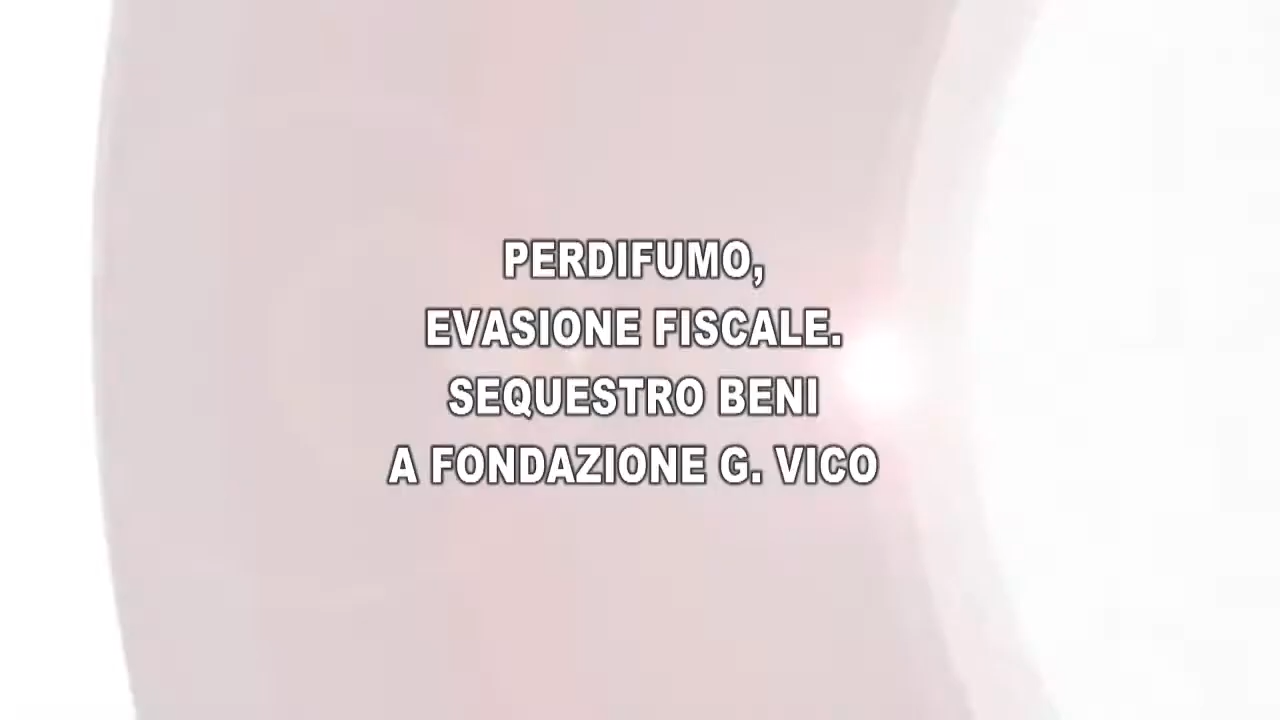 PERDIFUMO,
EVASIONE FISCALE.
SEQUESTRO BENI
A FONDAZIONE G. VICO